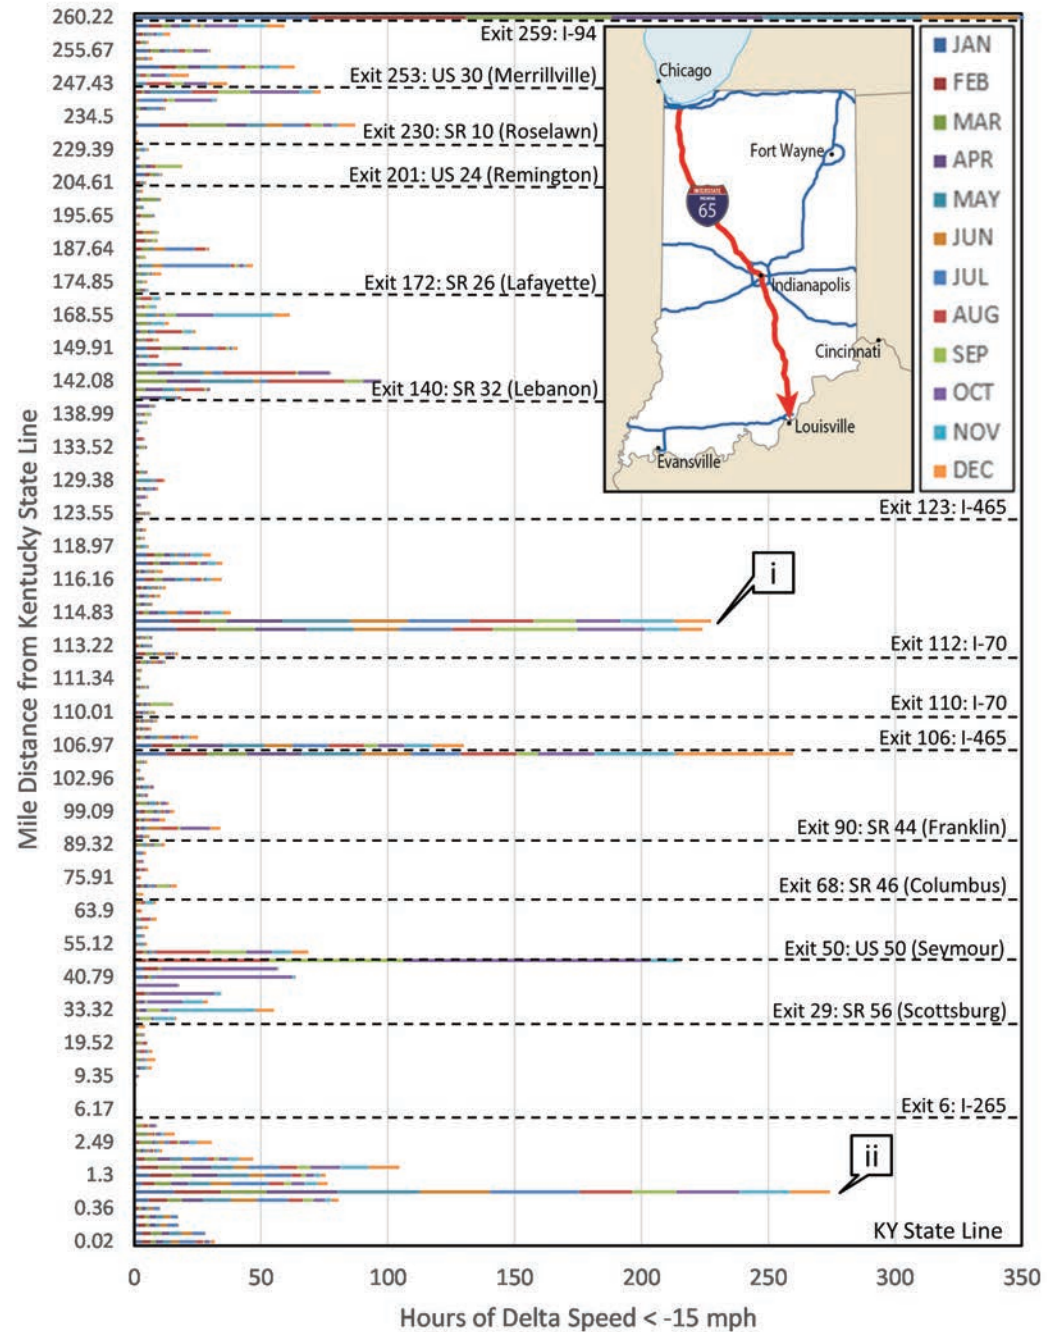 260.22
Exit 259: I-94
255.67
Exit 253: US 30 (Merrillville)
247.43
234.5
Exit 230: SR 10 (Roselawn)
229.39
Exit 201: US 24 (Remington)
204.61
195.65
187.64
174.85
Exit 172: SR 26 (Lafayette)
168.55
149.91
142.08
Exit 140: SR 32 (Lebanon)
138.99
133.52
129.38
123.55
Exit 123: I-465
118.97
116.16
114.83
i
113.22
Exit 112: I-70
111.34
110.01
Exit 110: I-70
106.97
Exit 106: I-465
102.96
99.09
Exit 90: SR 44 (Franklin)
89.32
75.91
Exit 68: SR 46 (Columbus)
63.9
55.12
Exit 50: US 50 (Seymour)
40.79
33.32
Exit 29: SR 56 (Scottsburg)
19.52
9.35
6.17
Exit 6: I-265
2.49
ii
1.3
0.36
0.02
KY State Line
Mile Distance from Kentucky State Line
0 50 100 150 200 250 300 350
Hours of Delta Speed < -15 mph
Chicago
Fort Wayne
INTERSTATE
65
Indianapolis
Cincinnati
Louisville
Evansville
JAN
FEB
MAR
APR
MAY
JUN
JUL
AUG
SEP
OCT
NOV
DEC